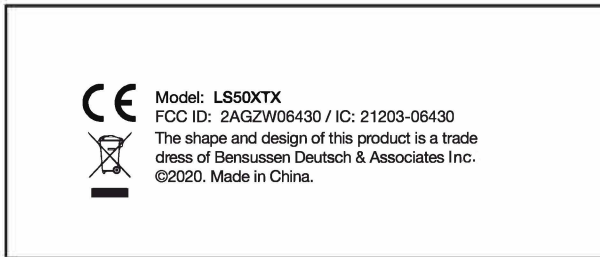 CE
Model: LS50XTX
FCC ID: 2AGZW06430 / IC: 21203-06430
The shape and design of this product is a trade
dress of Bensussen Deutsch & Associates Inc.
©2020. Made in China.